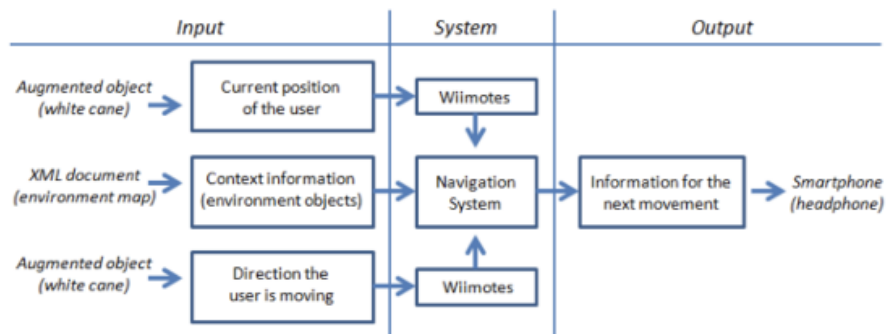 Input
System
Output
Augmented object
(white cane)
Current position
of the user
Wiimotes
XML document
(environment map)
Context information
(environment objects)
Navigation
System
Information for the
next movement
Smartphone
(headphone)
Augmented object
(white cane)
Direction the
user is moving
Wiimotes